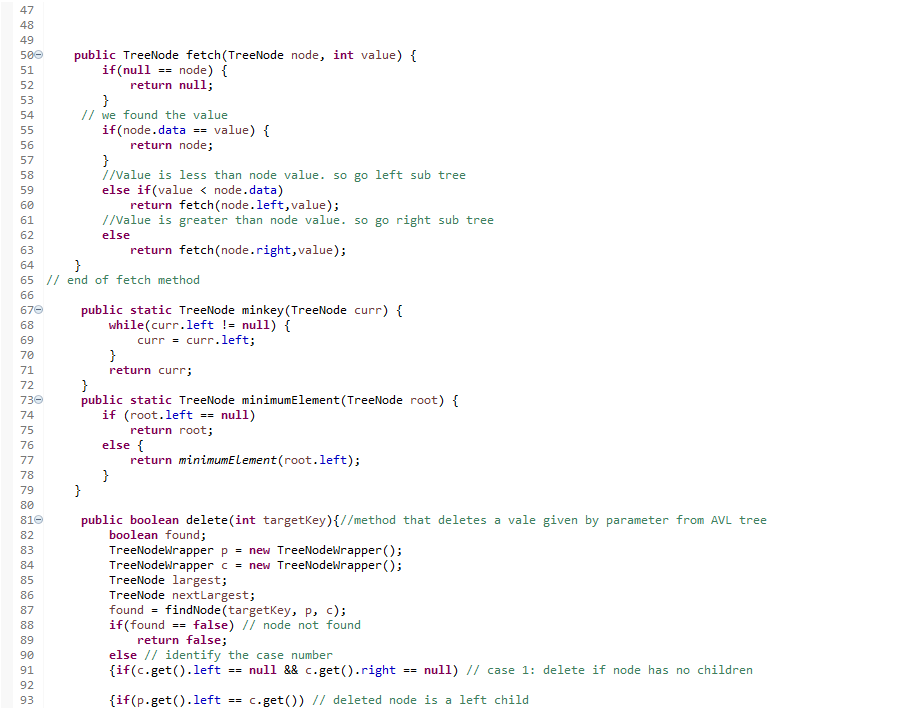 47
48
49
50 public TreeNode fetch(TreeNode node, int value) {
51 if(null == node) {
52 return null;
53 }
54 // we found the value
55 if(node.data == value) {
56 return node;
57 }
58 //Value is less than node value. so go left sub tree
59 else if(value < node.data)
60 return fetch(node.left,value);
61 //Value is greater than node value. so go right sub tree
62 else
63 return fetch(node.right,value);
64 }
65 // end of fetch method
66
67 public static TreeNode minkey(TreeNode curr) {
68 while(curr.left != null) {
69 curr = curr.left;
70 }
71 return curr;
72 }
73 public static TreeNode minimumElement(TreeNode root) {
74 if (root.left == null)
75 return root;
76 else {
77 return minimumElement(root.left);
78 }
79 }
80
81 public boolean delete(int targetKey){//method that deletes a vale given by parameter from AVL tree
82 boolean found;
83 TreeNodeWrapper p = new TreeNodeWrapper();
84 TreeNodeWrapper c = new TreeNodeWrapper();
85 TreeNode largest;
86 TreeNode nextLargest;
87 found = findNode(targetKey, p, c);
88 if(found == false) // node not found
89 return false;
90 else // identify the case number
91 {if(c.get().left == null && c.get().right == null) // case 1: delete if node has no children
92
93 {if(p.get().left == c.get()) // deleted node is a left child